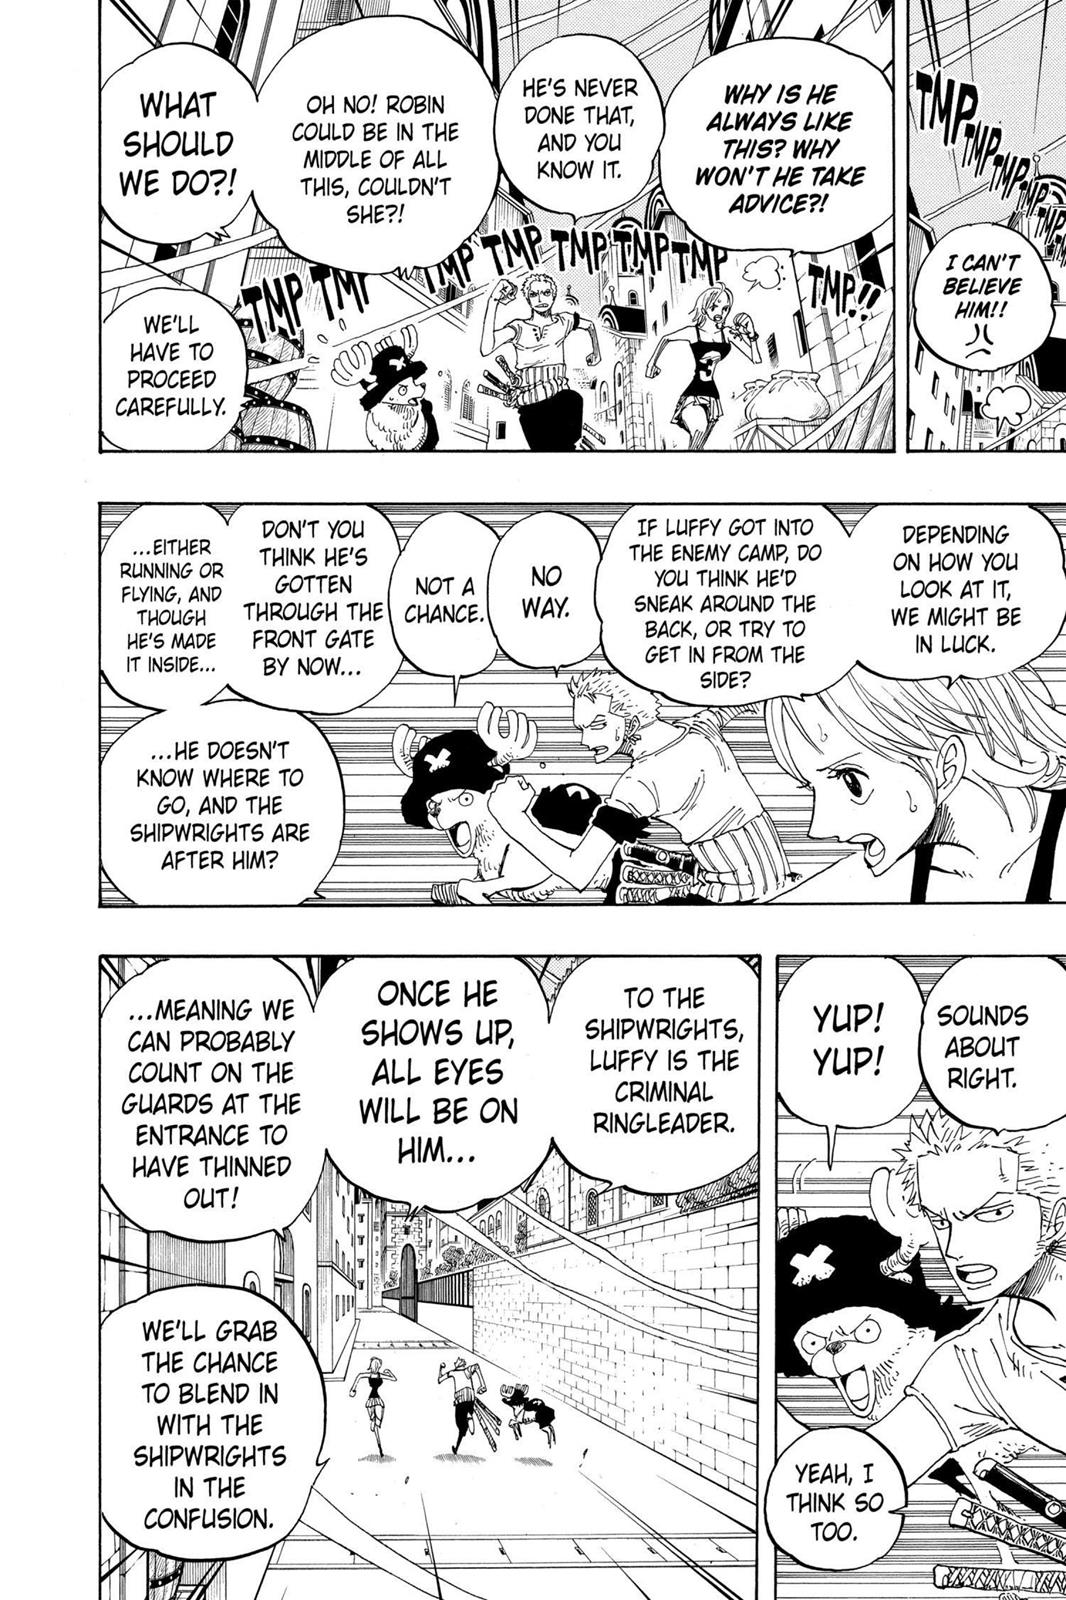 TMP
TMP
TMP
TMP
TMP
TMP
I CAN'T
BELIEVE
HIM!!
WHY IS HE
ALWAYS LIKE
THIS? WHY
WON'T HE TAKE
ADVICE?!
HE'S NEVER
DONE THAT,
AND YOU
KNOW IT.
OH NO! ROBIN
COULD BE IN THE
MIDDLE OF ALL
THIS, COULDN'T
SHE?!
WHAT
SHOULD
WE DO?!
WE'LL
HAVE TO
PROCEED
CAREFULLY.
TMP TMP TMP TMP TMP TMP TMP TMP!!
3
DEPENDING
ON HOW YOU
LOOK AT IT,
WE MIGHT BE
IN LUCK.
IF LUFFY GOT INTO
THE ENEMY CAMP, DO
YOU THINK HE'D
SNEAK AROUND THE
BACK, OR TRY TO
GET IN FROM THE
SIDE?
NO
WAY.
NOT A
CHANCE.
DON'T YOU
THINK HE'S
GOTTEN
THROUGH THE
FRONT GATE
BY NOW...
...EITHER
RUNNING OR
FLYING, AND
THOUGH
HE'S MADE
IT INSIDE...
...HE DOESN'T
KNOW WHERE TO
GO, AND THE
SHIPWRIGHTS ARE
AFTER HIM?
SOUNDS
ABOUT
RIGHT.
YUP!
YUP!
YEAH, I
THINK SO
TOO.
TO THE
SHIPWRIGHTS,
LUFFY IS THE
CRIMINAL
RINGLEADER.
ONCE HE
SHOWS UP,
ALL EYES
WILL BE ON
HIM...
...MEANING WE
CAN PROBABLY
COUNT ON THE
GUARDS AT THE
ENTRANCE TO
HAVE THINNED
OUT!
WE'LL GRAB
THE CHANCE
TO BLEND IN
WITH THE
SHIPWRIGHTS
IN THE
CONFUSION.